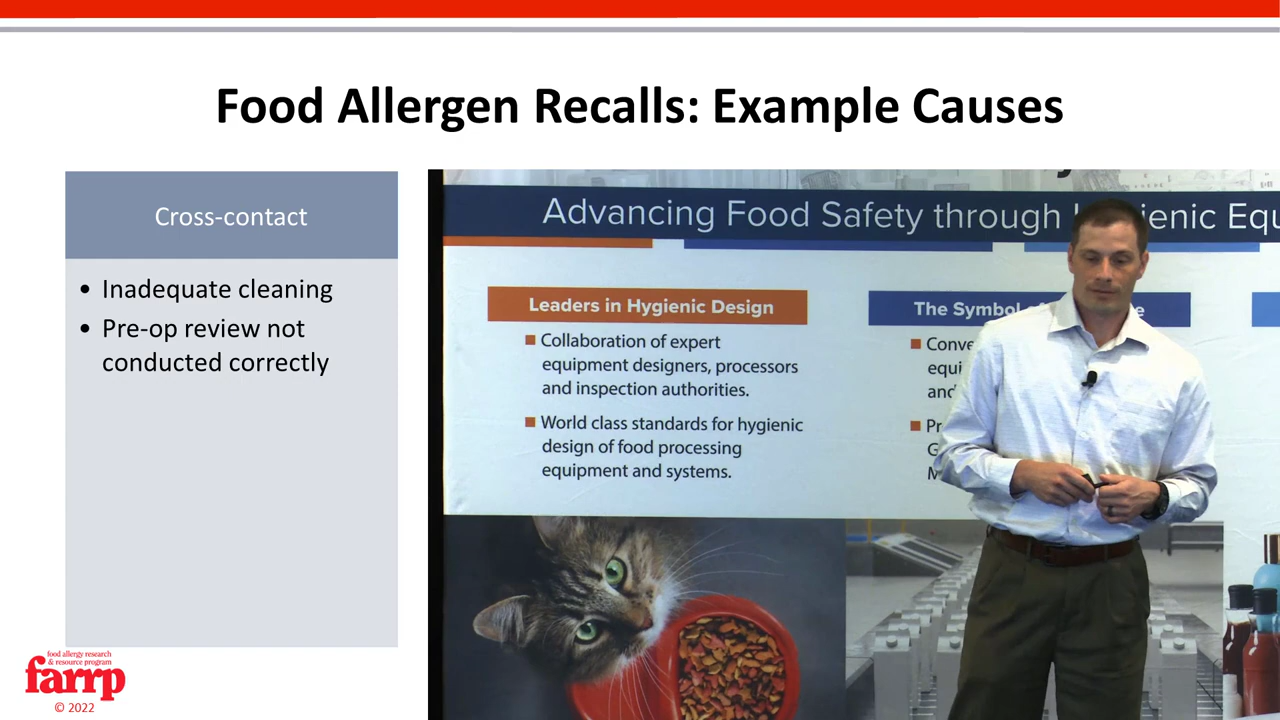 Food Allergen Recalls: Example Causes
Cross-contact
• Inadequate cleaning
• Pre-op review not
conducted correctly
food allergy research
& resource program
farrp
© 2022
Advancing Food Safety through
Leaders in Hygienic Design
Collaboration of expert
equipment designers, processors
and inspection authorities.
World class standards for hygienic
design of food processing
equipment and systems.
The Symbol